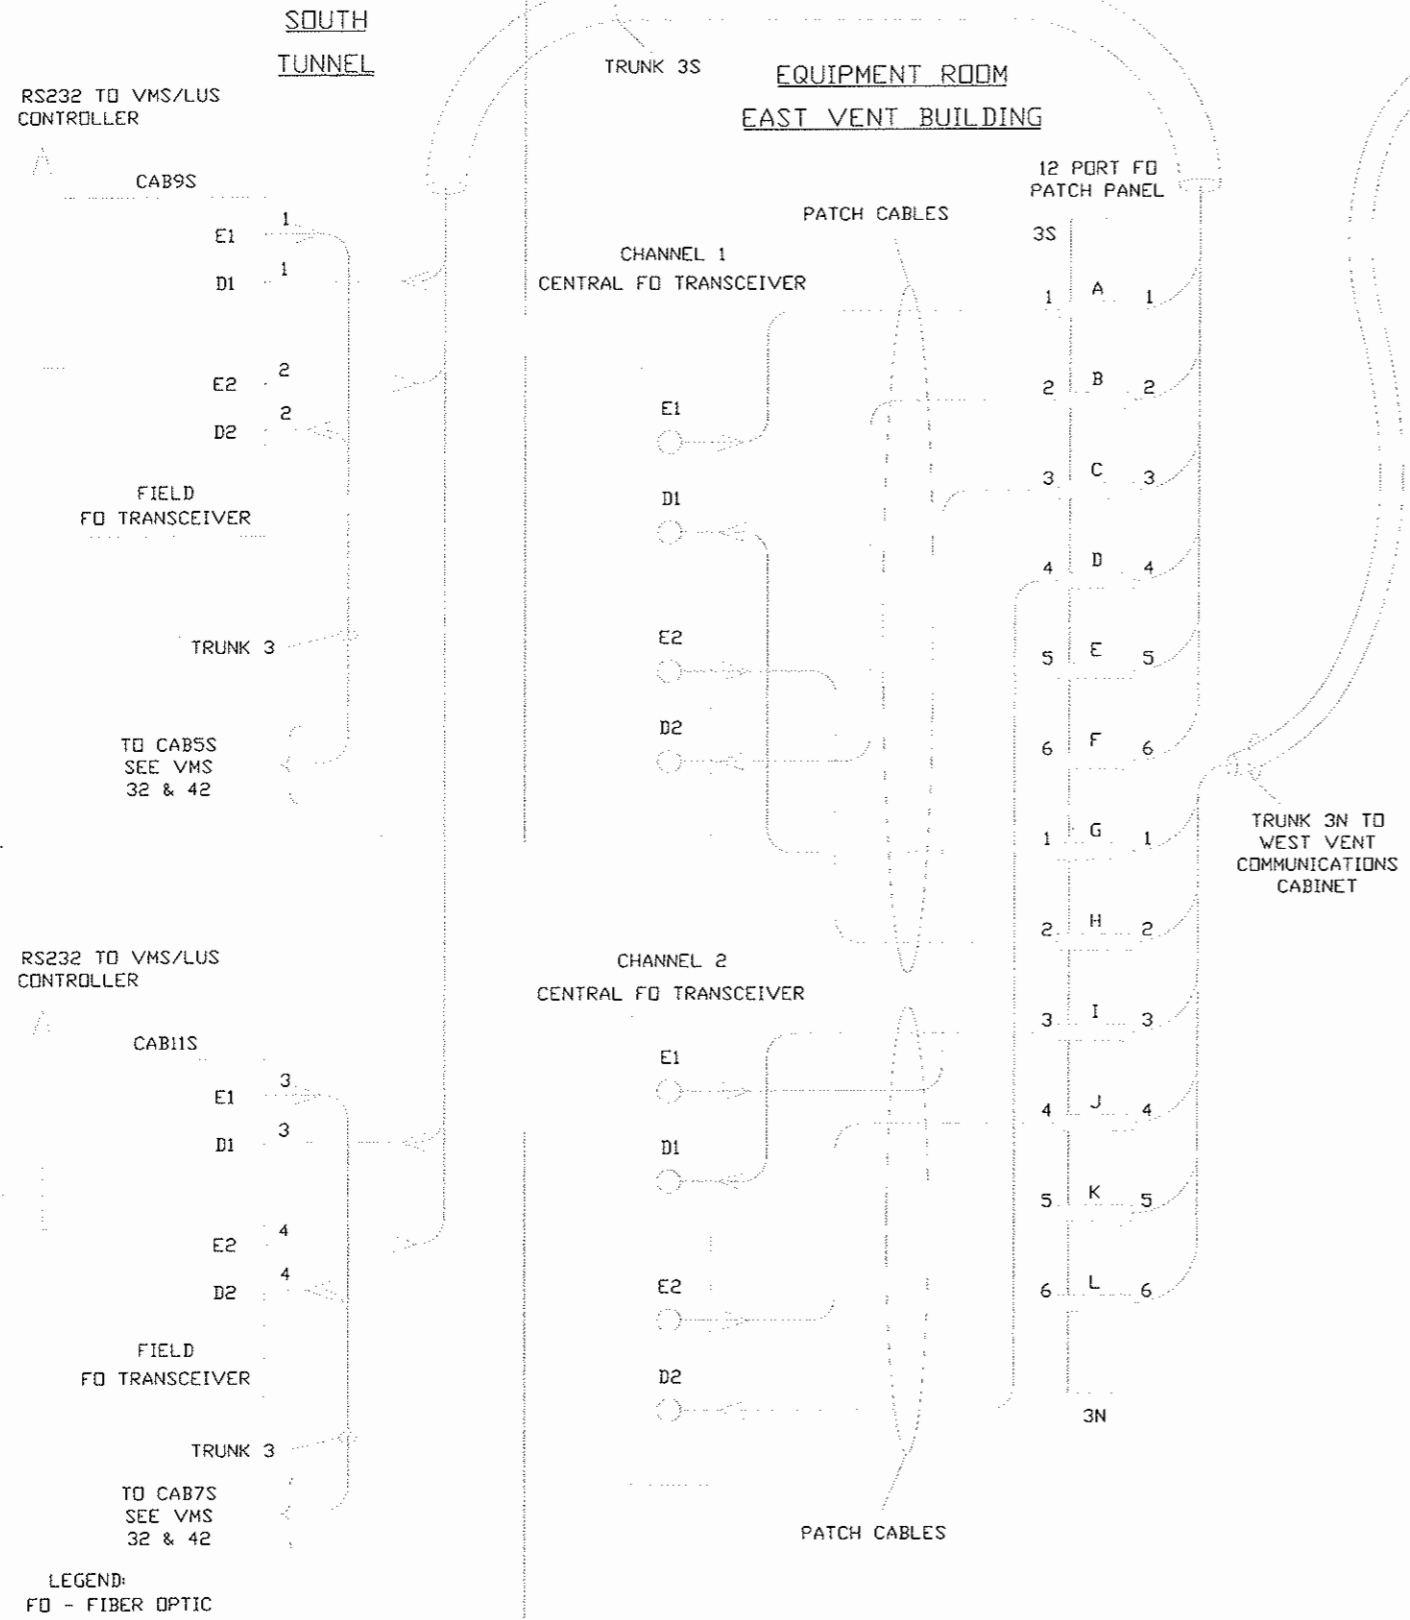 SOUTH
TUNNEL
RS232 TO VMS/LUS
CONTROLLER
CAB9S
E1
1
D1
1
E2
2
D2
2
FIELD
FO TRANSCEIVER
TRUNK 3
TO CAB5S
SEE VMS
32 & 42
RS232 TO VMS/LUS
CONTROLLER
CAB11S
E1
3
D1
3
E2
4
D2
4
FIELD
FO TRANSCEIVER
TRUNK 3
TO CAB7S
SEE VMS
32 & 42
LEGEND:
FO - FIBER OPTIC
TRUNK 3S
EQUIPMENT ROOM
EAST VENT BUILDING
PATCH CABLES
CHANNEL 1
CENTRAL FO TRANSCEIVER
E1
D1
E2
D2
CHANNEL 2
CENTRAL FO TRANSCEIVER
E1
D1
E2
D2
PATCH CABLES
12 PORT FO
PATCH PANEL
3S
1 A 1
2 B 2
3 C 3
4 D 4
5 E 5
6 F 6
1 G 1
2 H 2
3 I 3
4 J 4
5 K 5
6 L 6
3N
TRUNK 3N TO
WEST VENT
COMMUNICATIONS
CABINET